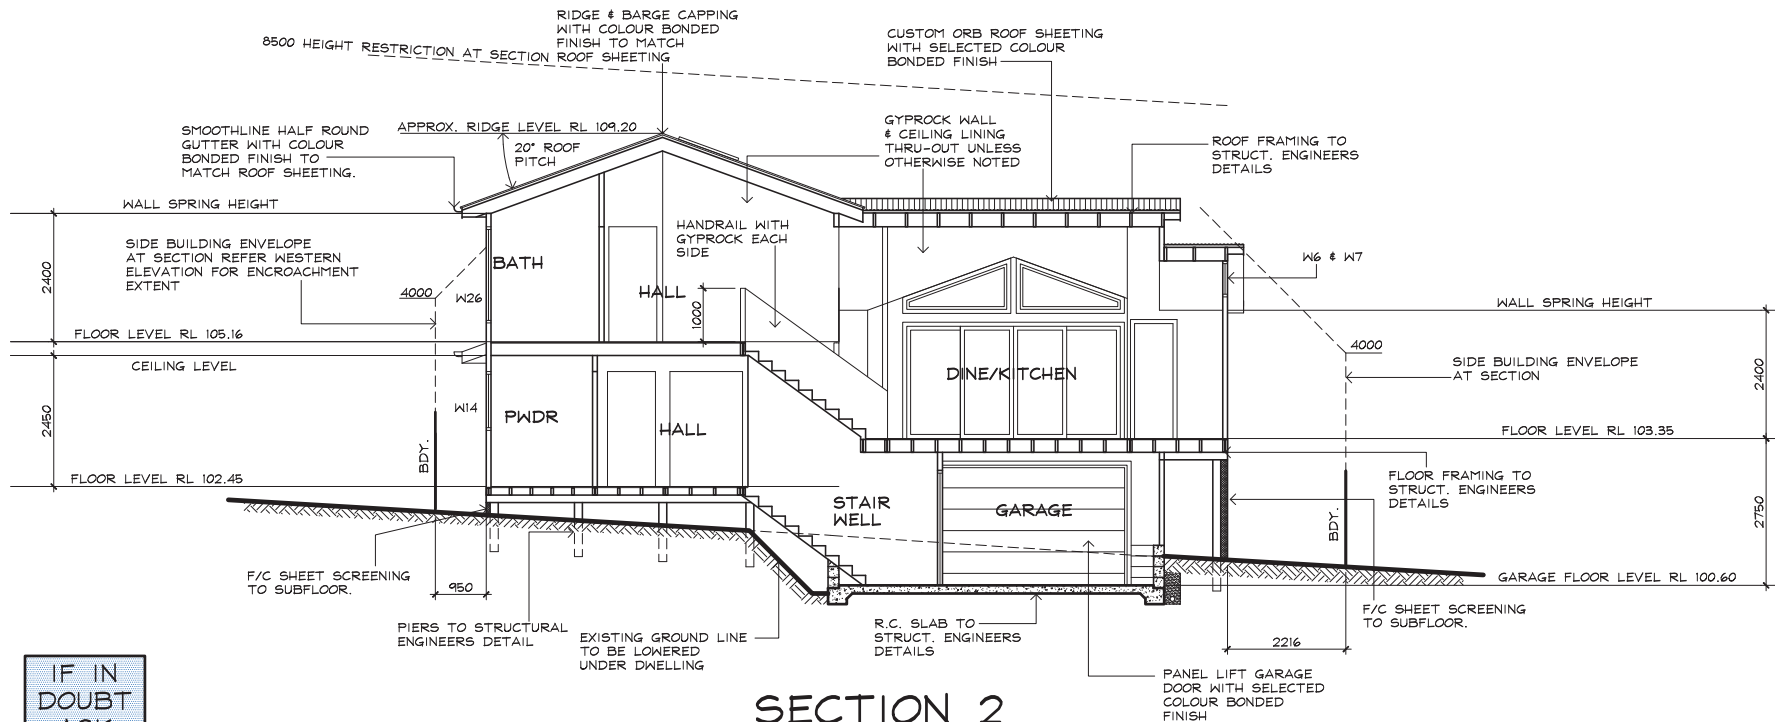 RIDGE & BARGE CAPPING
WITH COLOUR BONDED
FINISH TO MATCH
ROOF SHEETING
8500 HEIGHT RESTRICTION AT SECTION
CUSTOM ORB ROOF SHEETING
WITH SELECTED COLOUR
BONDED FINISH
SMOOTHLINE HALF ROUND
GUTTER WITH COLOUR
BONDED FINISH TO
MATCH ROOF SHEETING.
APPROX. RIDGE LEVEL RL 109.20
20° ROOF
PITCH
GYPROCK WALL
& CEILING LINING
THRU-OUT UNLESS
OTHERWISE NOTED
ROOF FRAMING TO
STRUCT. ENGINEERS
DETAILS
WALL SPRING HEIGHT
SIDE BUILDING ENVELOPE
AT SECTION REFER WESTERN
ELEVATION FOR ENCROACHMENT
EXTENT
HANDRAIL WITH
GYPROCK EACH
SIDE
BATH
HALL
W6 & W7
2400
4000
W26
1000
WALL SPRING HEIGHT
FLOOR LEVEL RL 105.16
CEILING LEVEL
4000
SIDE BUILDING ENVELOPE
AT SECTION
2400
DINE/KITCHEN
2450
W14
PWDR
HALL
BDY.
FLOOR LEVEL RL 103.35
FLOOR LEVEL RL 102.45
FLOOR FRAMING TO
STRUCT. ENGINEERS
DETAILS
STAIR
WELL
GARAGE
BDY.
2750
F/C SHEET SCREENING
TO SUBFLOOR.
950
GARAGE FLOOR LEVEL RL 100.60
F/C SHEET SCREENING
TO SUBFLOOR.
PIERS TO STRUCTURAL
ENGINEERS DETAIL
EXISTING GROUND LINE
TO BE LOWERED
UNDER DWELLING
R.C. SLAB TO
STRUCT. ENGINEERS
DETAILS
2216
PANEL LIFT GARAGE
DOOR WITH SELECTED
COLOUR BONDED
FINISH
IF IN
DOUBT
ASK
SECTION 2